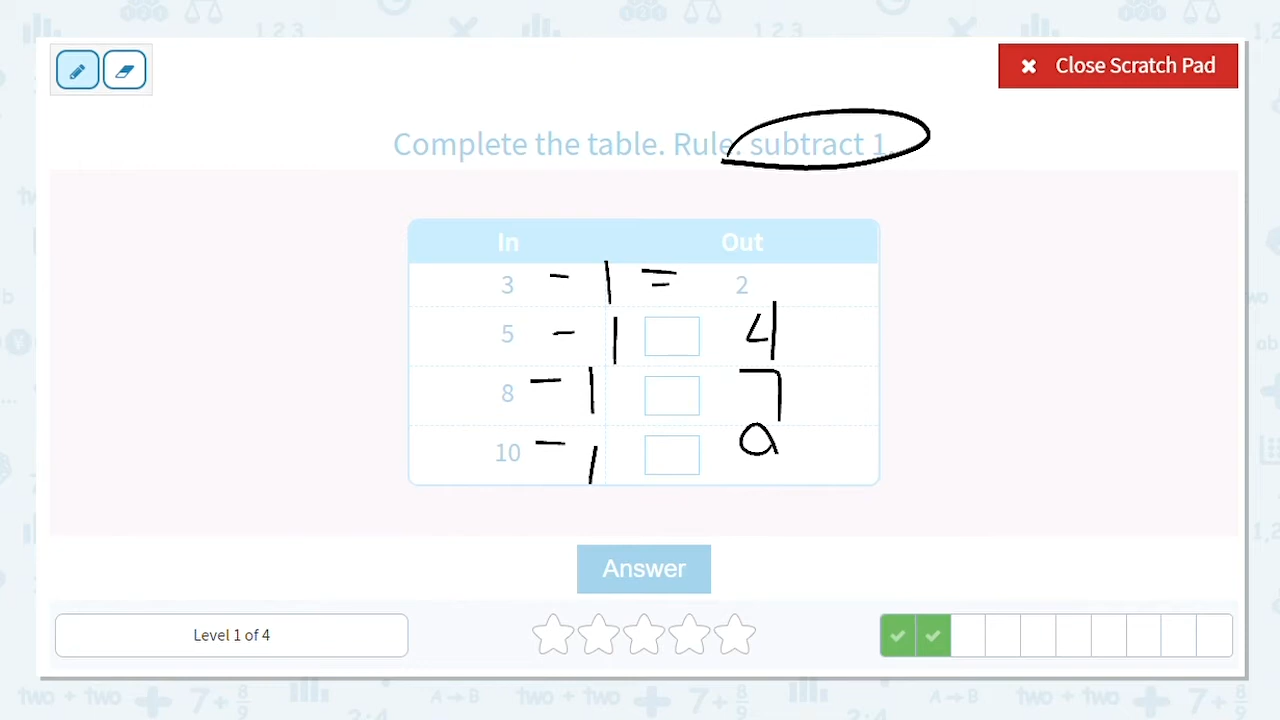 Close Scratch Pad
Complete the table. Rule: subtract 1.
In Out
3 - 1 = 2
5 - 1 4
8 - 1 7
10 - 1 9
Answer
Level 1 of 4